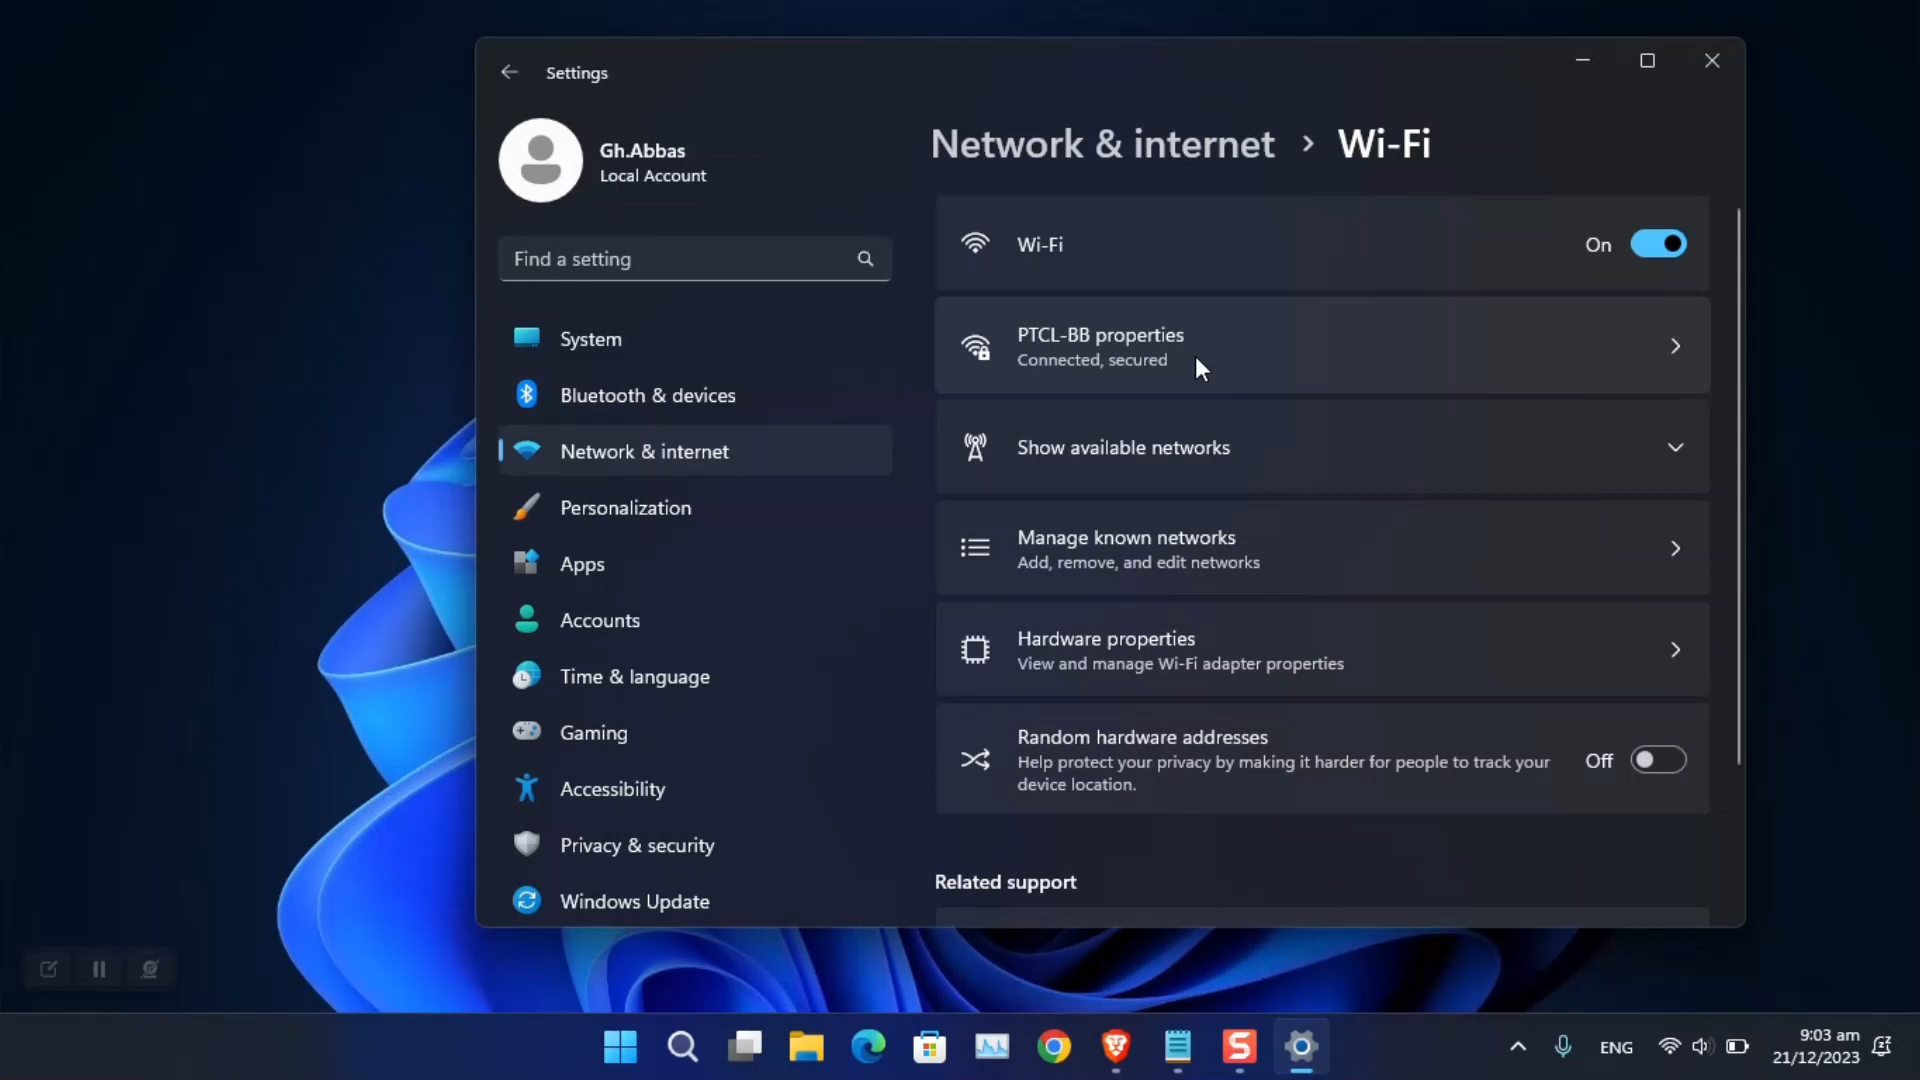 Settings
Gh.Abbas
Local Account
Find a setting
System
Bluetooth & devices
Network & internet
Personalization
Apps
Accounts
Time & language
Gaming
Accessibility
Privacy & security
Windows Update
Network & internet > Wi-Fi
Wi-Fi
On
PTCL-BB properties
Connected, secured
Show available networks
Manage known networks
Add, remove, and edit networks
Hardware properties
View and manage Wi-Fi adapter properties
Random hardware addresses
Help protect your privacy by making it harder for people to track your
device location.
Off
Related support
ENG
9:03 am
21/12/2023